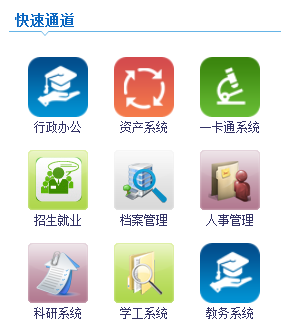 快速通道
行政办公 资产系统 一卡通系统
招生就业 档案管理 人事管理
科研系统 学工系统 教务系统